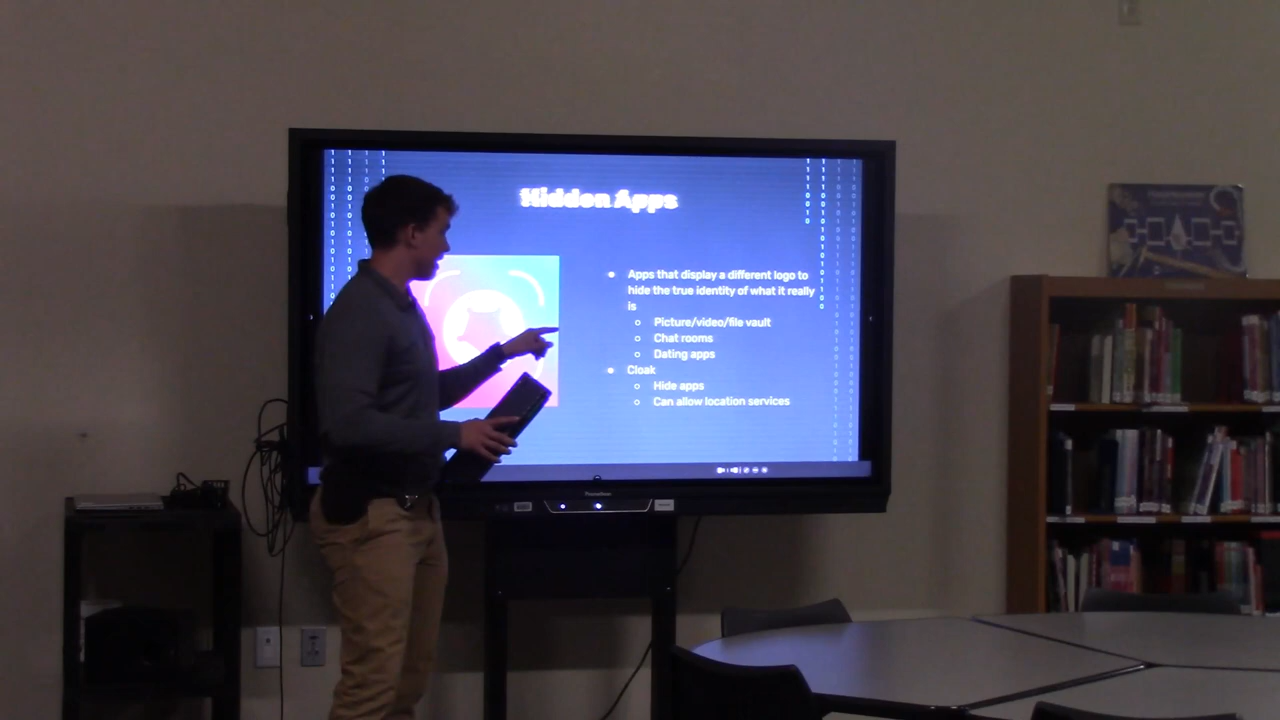 Hidden Apps
Apps that display a different logo to
hide the true identity of what it really
is
Picture/video/file vault
Chat rooms
Dating apps
Cloak
Hide apps
Can allow location services